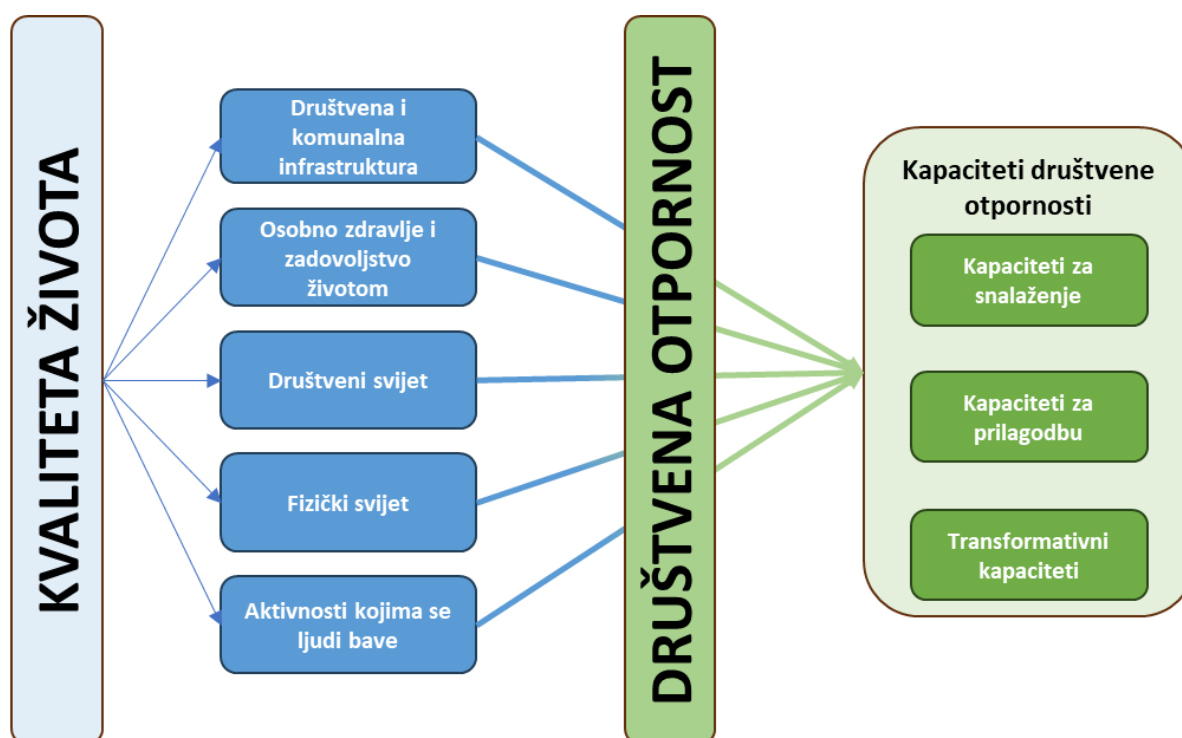 KVALITETA ŽIVOTA
Društvena i
komunalna
infrastruktura
Osobno zdravlje i
zadovoljstvo
životom
Društveni svijet
Fizički svijet
Aktivnosti kojima se
ljudi bave
DRUŠTVENA OTPORNOST
Kapaciteti društvene
otpornosti
Kapaciteti za
snalaženje
Kapaciteti za
prilagodbu
Transformativni
kapaciteti